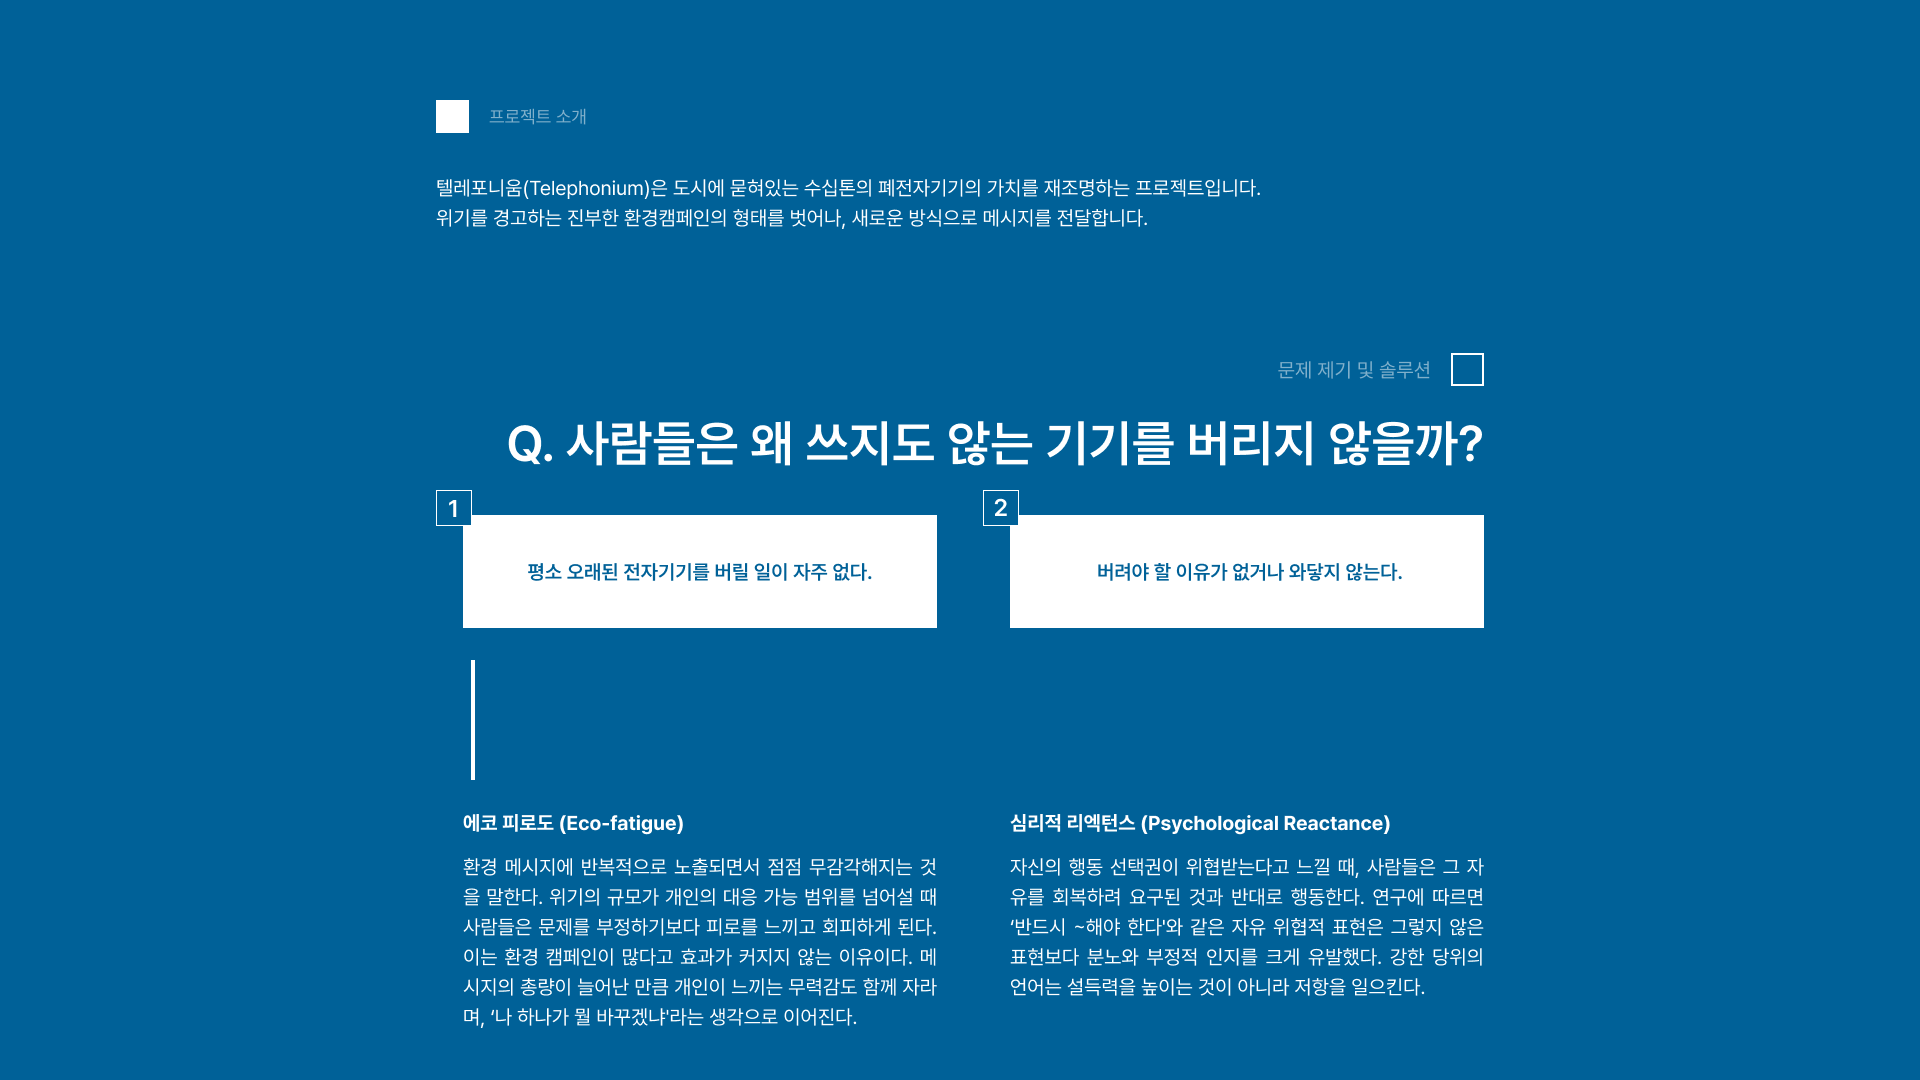 프로젝트 소개
텔레포니움(Telephonium)은 도시에 묻혀있는 수십톤의 폐전자기기의 가치를 재조명하는 프로젝트입니다.
위기를 경고하는 진부한 환경캠페인의 형태를 벗어나, 새로운 방식으로 메시지를 전달합니다.
문제 제기 및 솔루션
Q. 사람들은 왜 쓰지도 않는 기기를 버리지 않을까?
1
평소 오래된 전자기기를 버릴 일이 자주 없다.
2
버려야 할 이유가 없거나 와닿지 않는다.
에코 피로도 (Eco-fatigue)
환경 메시지에 반복적으로 노출되면서 점점 무감각해지는 것
을 말한다. 위기의 규모가 개인의 대응 가능 범위를 넘어설 때
사람들은 문제를 부정하기보다 피로를 느끼고 회피하게 된다.
이는 환경 캠페인이 많다고 효과가 커지지 않는 이유이다. 메
시지의 총량이 늘어난 만큼 개인이 느끼는 무력감도 함께 자라
며, ‘나 하나가 뭘 바꾸겠냐'라는 생각으로 이어진다.
심리적 리엑턴스 (Psychological Reactance)
자신의 행동 선택권이 위협받는다고 느낄 때, 사람들은 그 자
유를 회복하려 요구된 것과 반대로 행동한다. 연구에 따르면
‘반드시 ~해야 한다'와 같은 자유 위협적 표현은 그렇지 않은
표현보다 분노와 부정적 인지를 크게 유발했다. 강한 당위의
언어는 설득력을 높이는 것이 아니라 저항을 일으킨다.